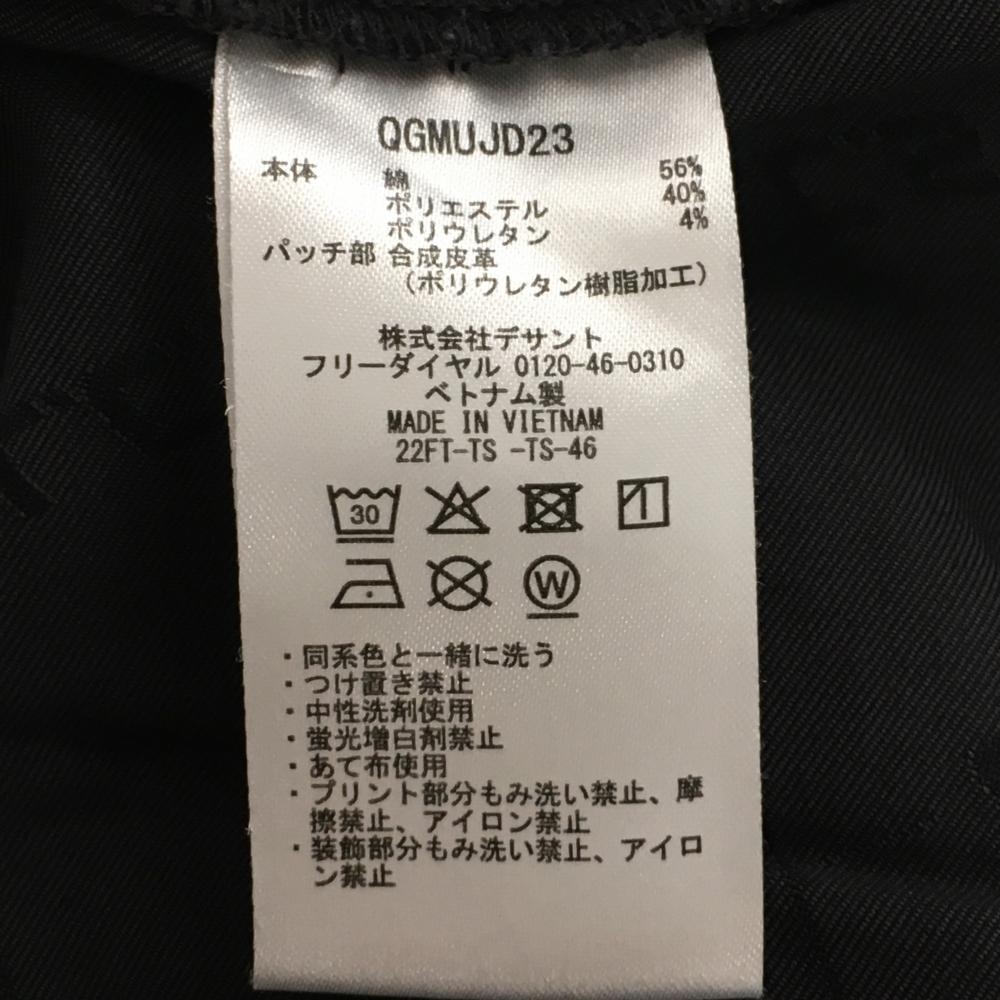 QGMUJD23
本体 綿 56%
ポリエステル 40%
ポリウレタン 4%
パッチ部 合成皮革
(ポリウレタン樹脂加工)
株式会社デサント
フリーダイヤル 0120-46-0310
ベトナム製
MADE IN VIETNAM
22FT-TS -TS-46
30
W
・同系色と一緒に洗う
・つけ置き禁止
・中性洗剤使用
・蛍光増白剤禁止
・あて布使用
・プリント部分もみ洗い禁止、摩
擦禁止、アイロン禁止
・装飾部分もみ洗い禁止、アイロ
ン禁止